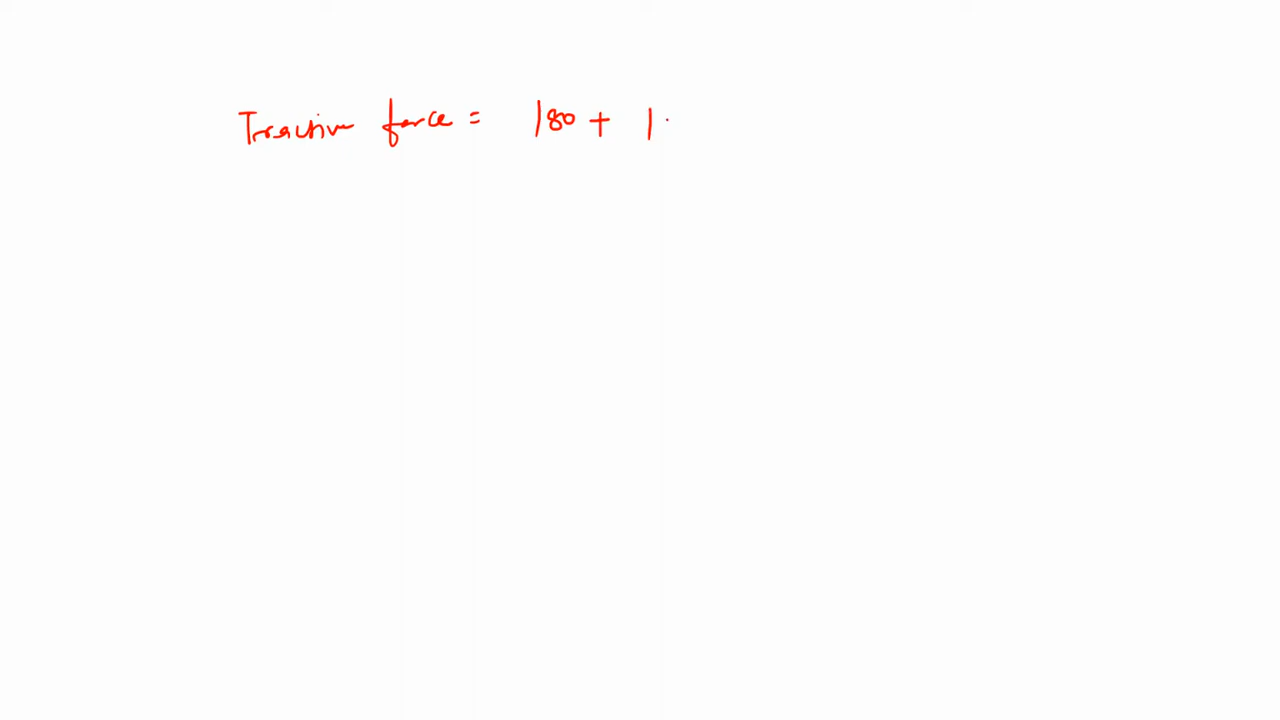 Tractive force = 180 + 1.